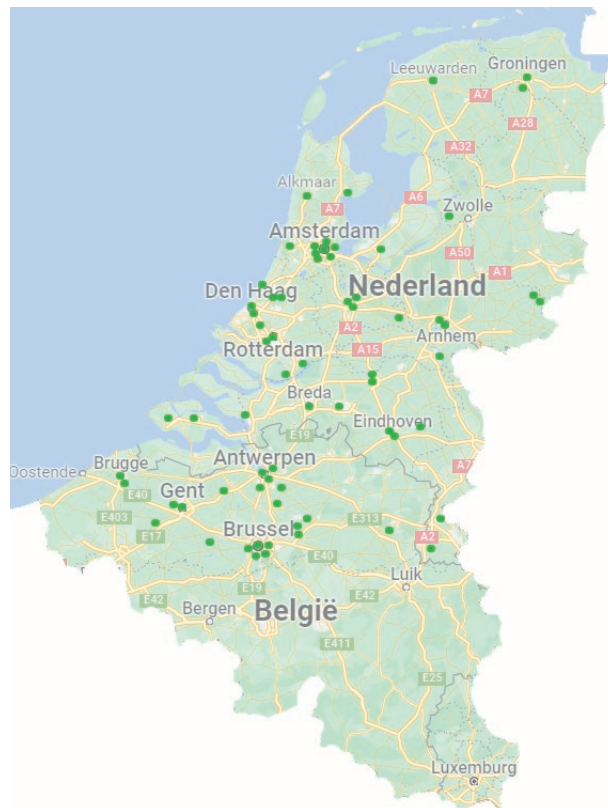 Leeuwarden
Groningen
A7
A28
A32
Alkmaar
A7
A6
Zwolle
Amsterdam
A50
A1
Den Haag
Nederland
A2
Arnhem
Rotterdam
A15
Breda
Eindhoven
E19
Antwerpen
A7
Oostende
Brugge
E40
Gent
E403
E313
E17
Brussel
A2
E40
Luik
E19
E42
E42
Bergen
België
E411
E25
Luxemburg